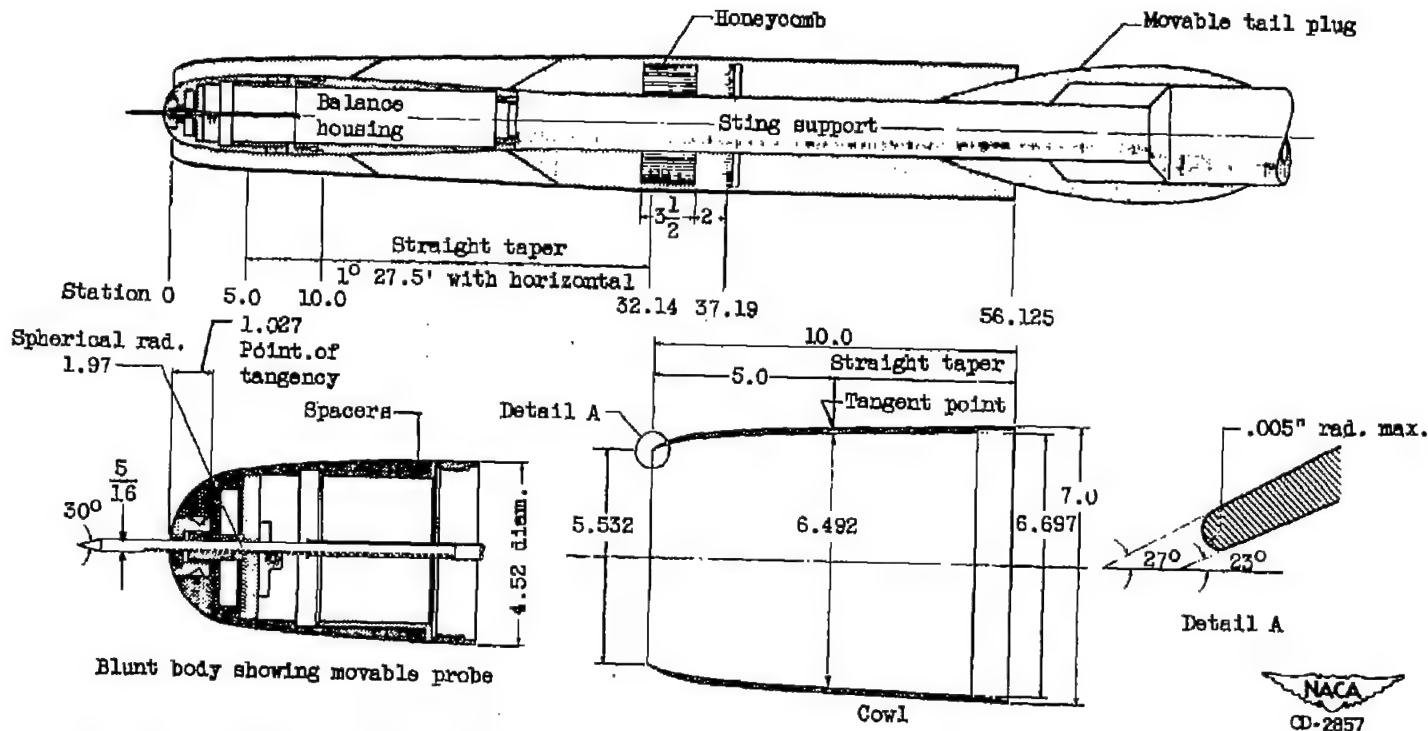 Honeycomb
Movable tail plug
Balance
housing
Sting support
3 1/2
2
Straight taper
1° 27.5' with horizontal
Station 0
5.0
10.0
32.14
37.19
56.125
Spherical rad.
1.97
1.027
Point of
tangency
Spacers
5/16
30°
4.52 diam.
Blunt body showing movable probe
10.0
Straight taper
5.0
Tangent point
Detail A
5.532
6.492
6.697
7.0
Cowl
.005" rad. max.
27°
23°
Detail A
NACA
CD-2857